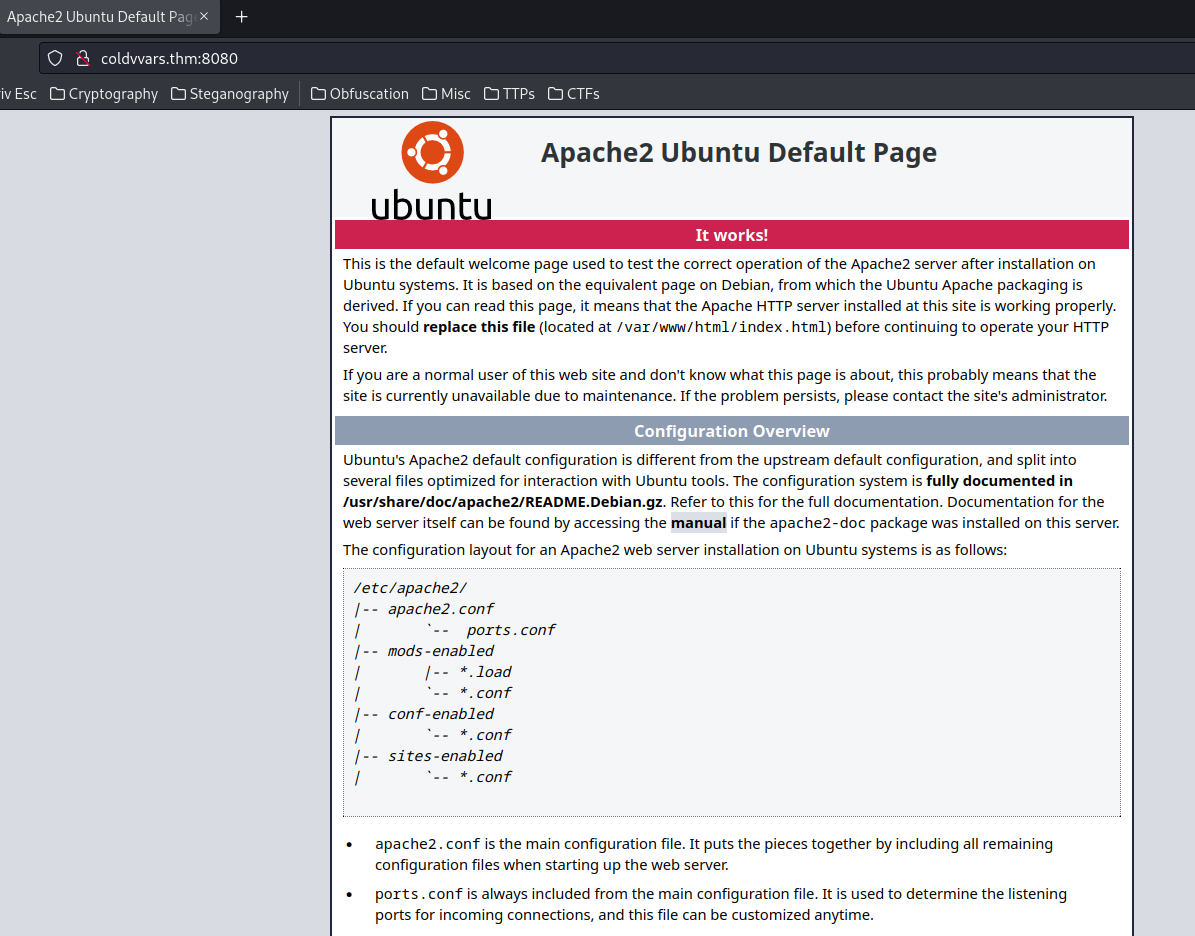 Apache2 Ubuntu Default Pag
coldvvars.thm:8080
iv Esc Cryptography Steganography Obfuscation Misc TTPs CTFs
ubuntu
Apache2 Ubuntu Default Page
It works!
This is the default welcome page used to test the correct operation of the Apache2 server after installation on
Ubuntu systems. It is based on the equivalent page on Debian, from which the Ubuntu Apache packaging is
derived. If you can read this page, it means that the Apache HTTP server installed at this site is working properly.
You should replace this file (located at /var/www/html/index.html) before continuing to operate your HTTP
server.
If you are a normal user of this web site and don't know what this page is about, this probably means that the
site is currently unavailable due to maintenance. If the problem persists, please contact the site's administrator.
Configuration Overview
Ubuntu's Apache2 default configuration is different from the upstream default configuration, and split into
several files optimized for interaction with Ubuntu tools. The configuration system is fully documented in
/usr/share/doc/apache2/README.Debian.gz. Refer to this for the full documentation. Documentation for the
web server itself can be found by accessing the manual if the apache2-doc package was installed on this server.
The configuration layout for an Apache2 web server installation on Ubuntu systems is as follows:
/etc/apache2/
|-- apache2.conf
|       `--  ports.conf
|-- mods-enabled
|       |-- *.load
|       `-- *.conf
|-- conf-enabled
|       `-- *.conf
|-- sites-enabled
|       `-- *.conf
• apache2.conf is the main configuration file. It puts the pieces together by including all remaining
configuration files when starting up the web server.
• ports.conf is always included from the main configuration file. It is used to determine the listening
ports for incoming connections, and this file can be customized anytime.